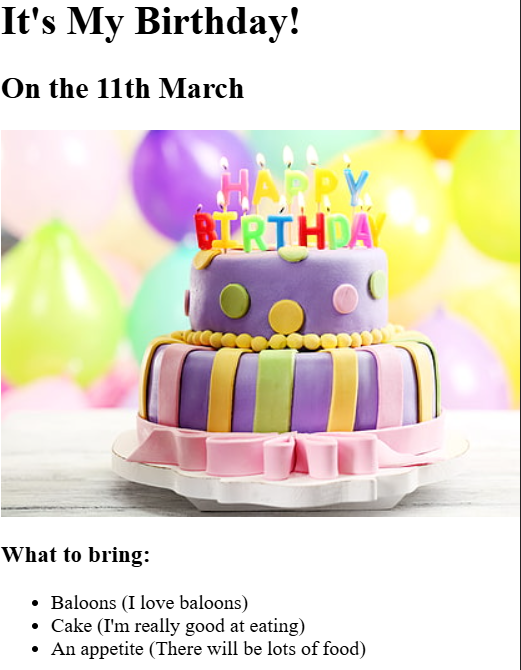 It's My Birthday!
On the 11th March
HAPPY
BIRTHDAY
What to bring:
Baloons (I love baloons)
Cake (I'm really good at eating)
An appetite (There will be lots of food)